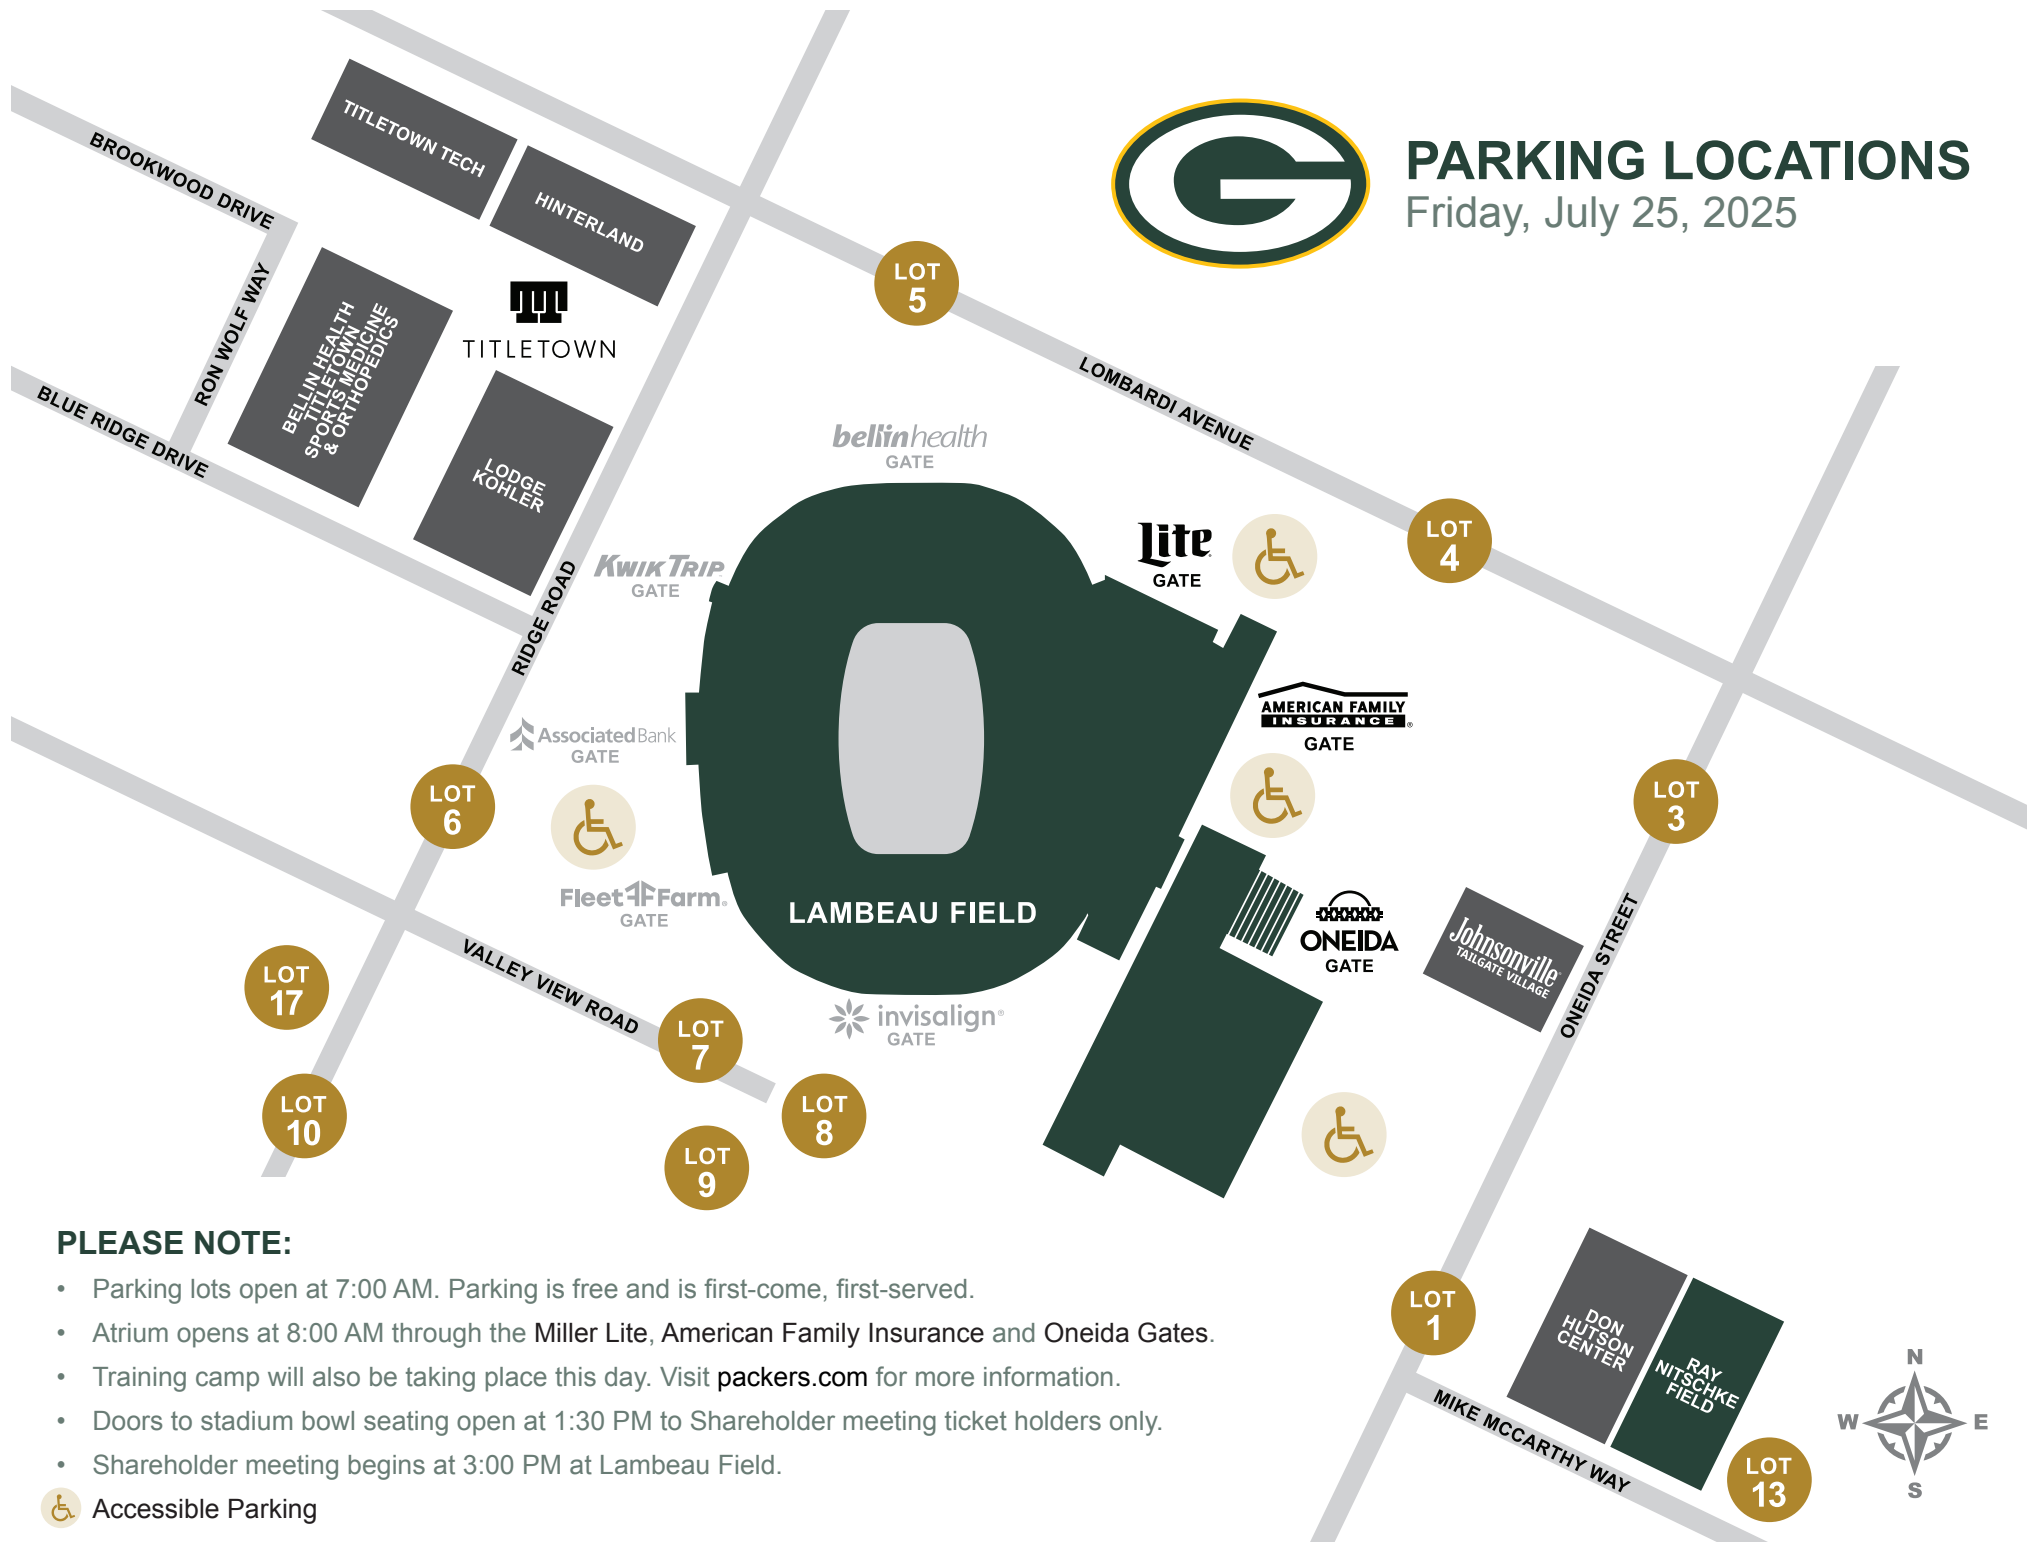 PARKING LOCATIONS
Friday, July 25, 2025
BROOKWOOD DRIVE
TITLETOWN TECH
HINTERLAND
RON WOLF WAY
BELLIN HEALTH
TITLETOWN
SPORTS MEDICINE
& ORTHOPEDICS
TITLETOWN
BLUE RIDGE DRIVE
LODGE
KOHLER
RIDGE ROAD
LOT
5
LOMBARDI AVENUE
bellinhealth
GATE
KWIK TRIP
GATE
Lite
GATE
LOT
4
AMERICAN FAMILY
INSURANCE®
GATE
Associated Bank
GATE
LOT
6
LOT
3
Fleet Farm
GATE
LAMBEAU FIELD
ONEIDA
GATE
Johnsonville
TAILGATE VILLAGE
ONEIDA STREET
VALLEY VIEW ROAD
invisalign®
GATE
LOT
17
LOT
7
LOT
10
LOT
8
LOT
9
LOT
1
DON
HUTSON
CENTER
RAY
NITSCHKE
FIELD
MIKE MCCARTHY WAY
LOT
13
N
W
E
S
PLEASE NOTE:
• Parking lots open at 7:00 AM. Parking is free and is first-come, first-served.
• Atrium opens at 8:00 AM through the Miller Lite, American Family Insurance and Oneida Gates.
• Training camp will also be taking place this day. Visit packers.com for more information.
• Doors to stadium bowl seating open at 1:30 PM to Shareholder meeting ticket holders only.
• Shareholder meeting begins at 3:00 PM at Lambeau Field.
Accessible Parking